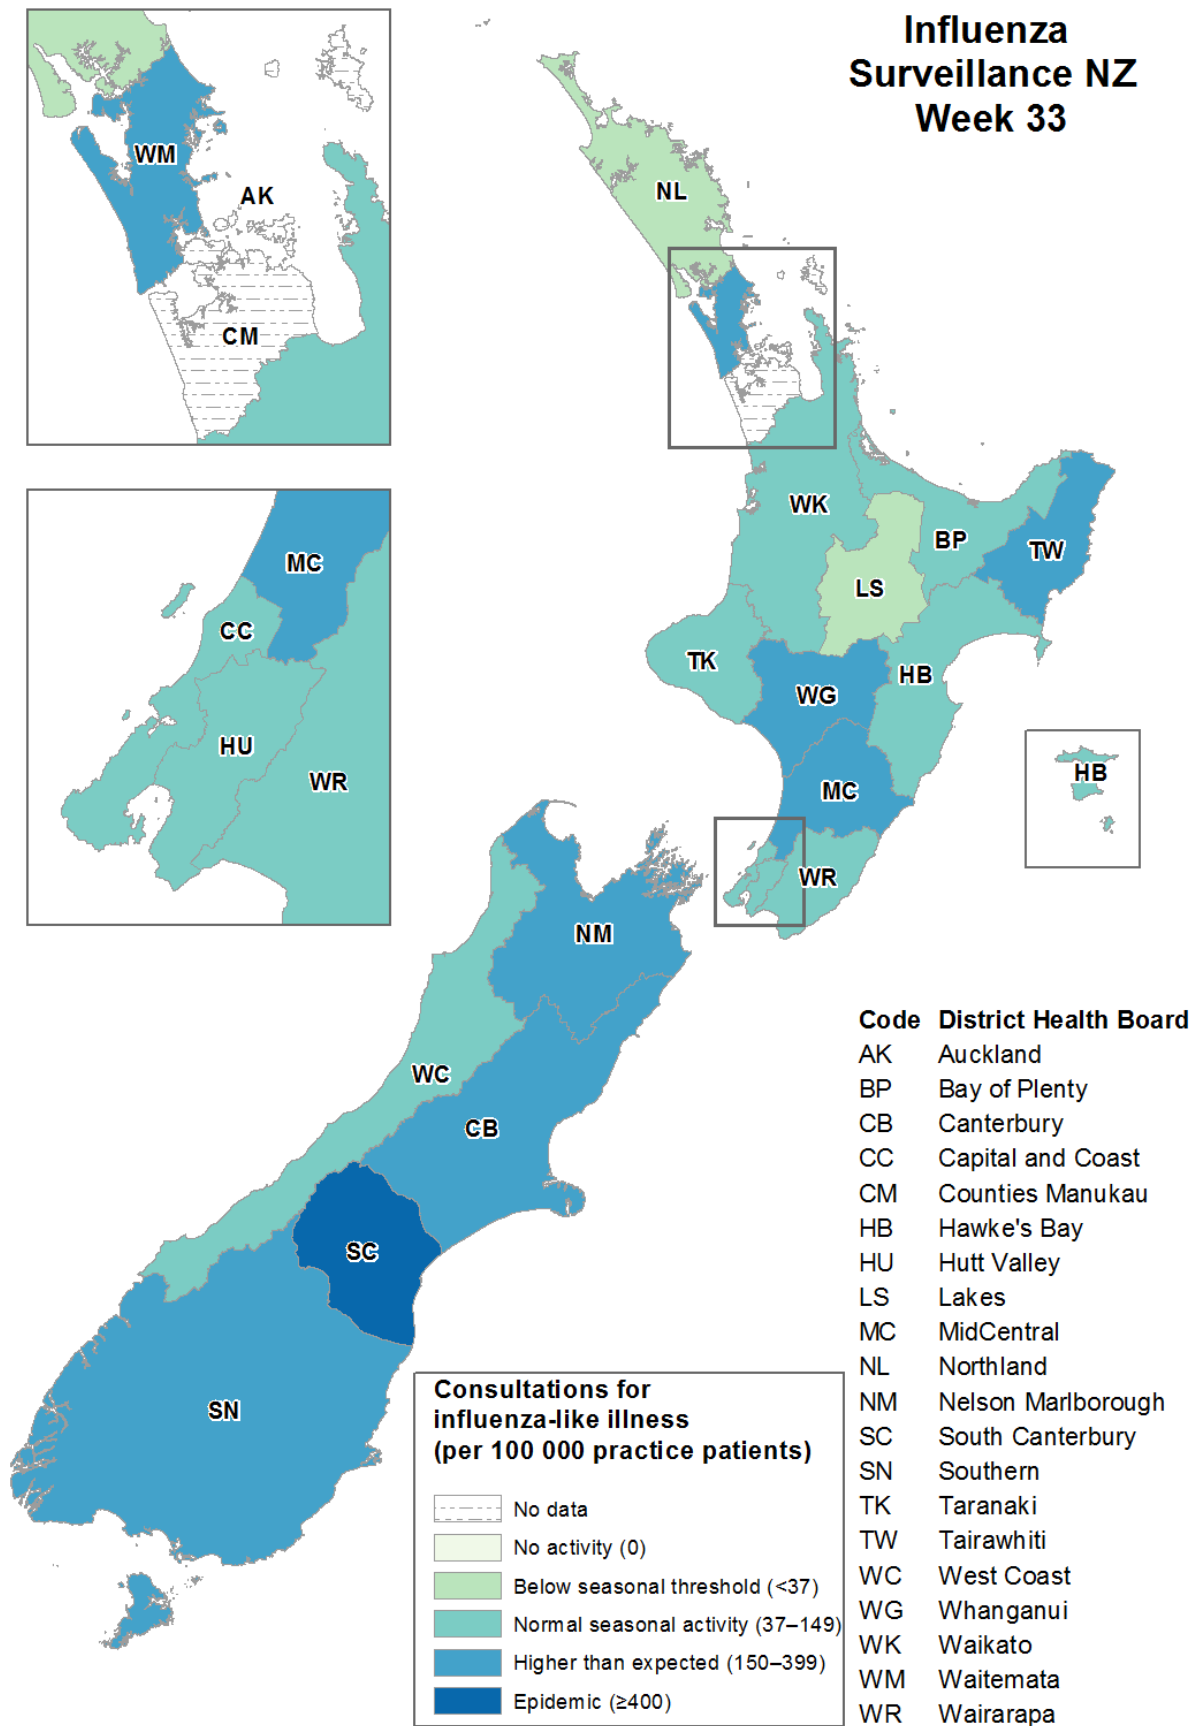 Influenza
Surveillance NZ
Week 33
WM
AK
CM
NL
MC
CC
HU
WR
WK
BP
TW
LS
TK
HB
WG
MC
HB
WR
NM
WC
CB
SC
SN
Code District Health Board
AK Auckland
BP Bay of Plenty
CB Canterbury
CC Capital and Coast
CM Counties Manukau
HB Hawke's Bay
HU Hutt Valley
LS Lakes
MC MidCentral
NL Northland
NM Nelson Marlborough
SC South Canterbury
SN Southern
TK Taranaki
TW Tairawhiti
WC West Coast
WG Whanganui
WK Waikato
WM Waitemata
WR Wairarapa
Consultations for
influenza-like illness
(per 100 000 practice patients)
No data
No activity (0)
Below seasonal threshold (<37)
Normal seasonal activity (37–149)
Higher than expected (150–399)
Epidemic (≥400)